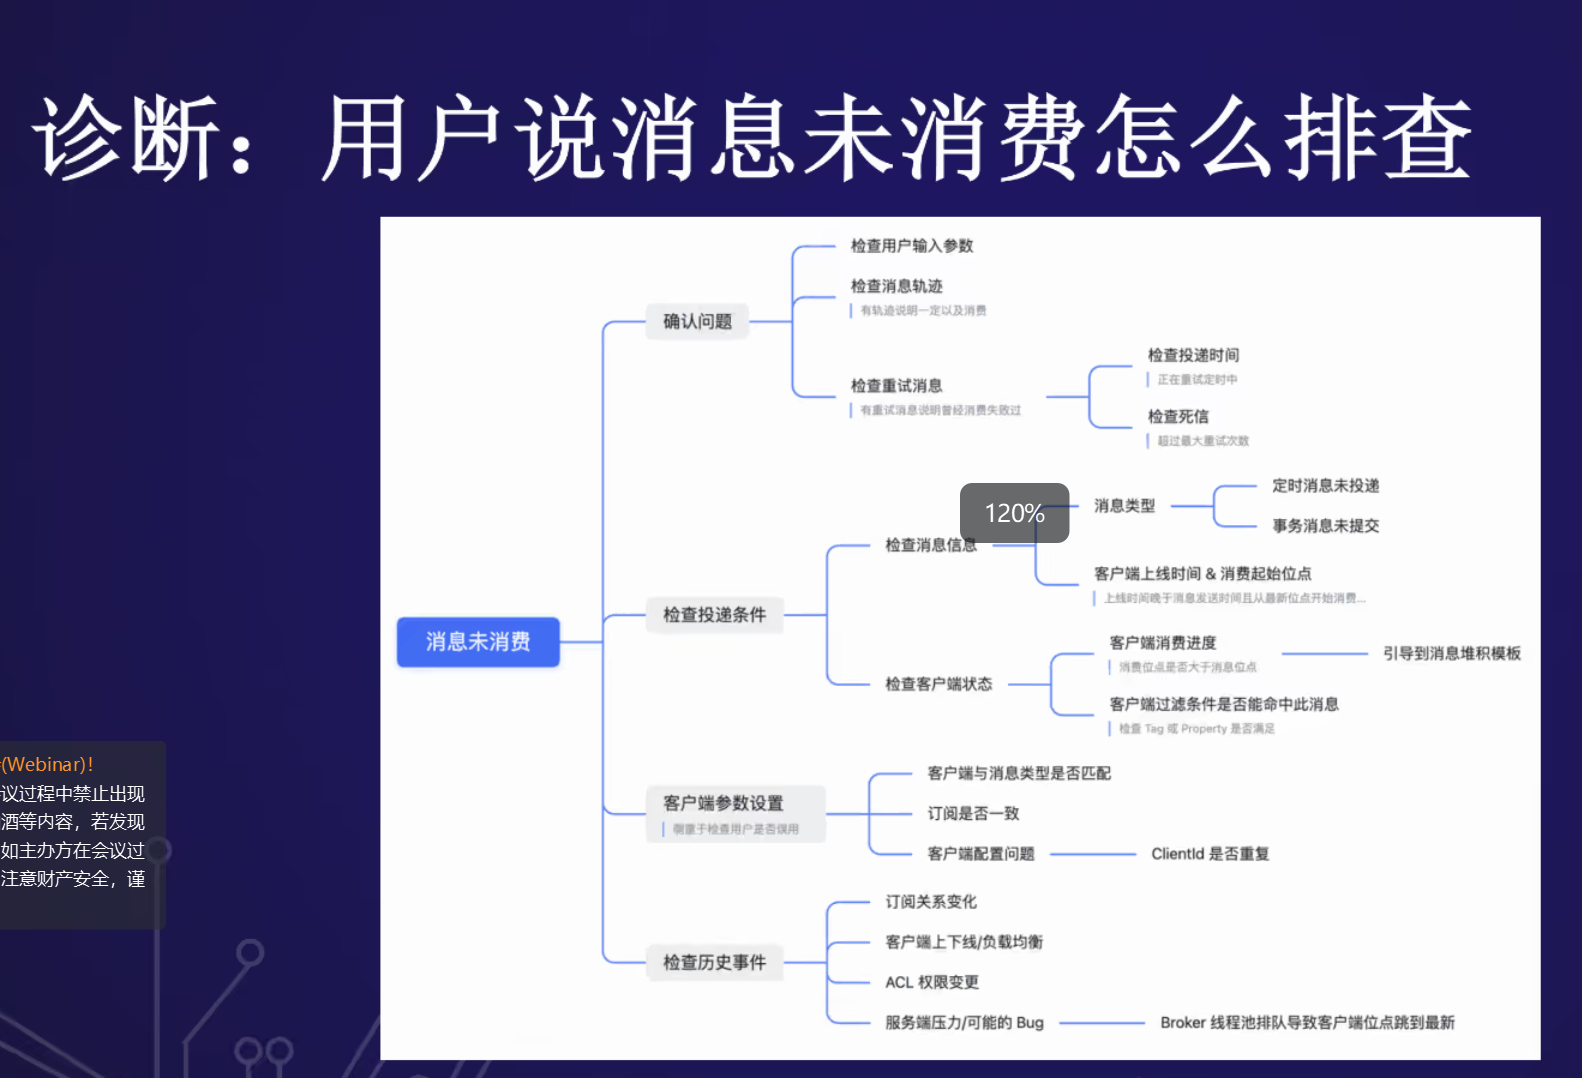 诊断：用户说消息未消费怎么排查
检查用户输入参数
检查消息轨迹
有轨迹说明一定以及消费
确认问题
检查重试消息
有重试消息说明曾经消费失败过
检查投递时间
正在重试定时中
检查死信
超过最大重试次数
120%
消息类型
定时消息未投递
事务消息未提交
检查消息信息
客户端上线时间 & 消费起始位点
上线时间晚于消息发送时间且从最新位点开始消费...
检查投递条件
消息未消费
客户端消费进度
消费位点是否大于消息位点
引导到消息堆积模板
检查客户端状态
客户端过滤条件是否能命中此消息
检查 Tag 或 Property 是否满足
客户端与消息类型是否匹配
客户端参数设置
侧重于检查用户是否误用
订阅是否一致
客户端配置问题
ClientId 是否重复
订阅关系变化
客户端上下线/负载均衡
检查历史事件
ACL 权限变更
服务端压力/可能的 Bug
Broker 线程池排队导致客户端位点跳到最新
(Webinar)！
议过程中禁止出现
酒等内容，若发现
如主办方在会议过
注意财产安全，谨